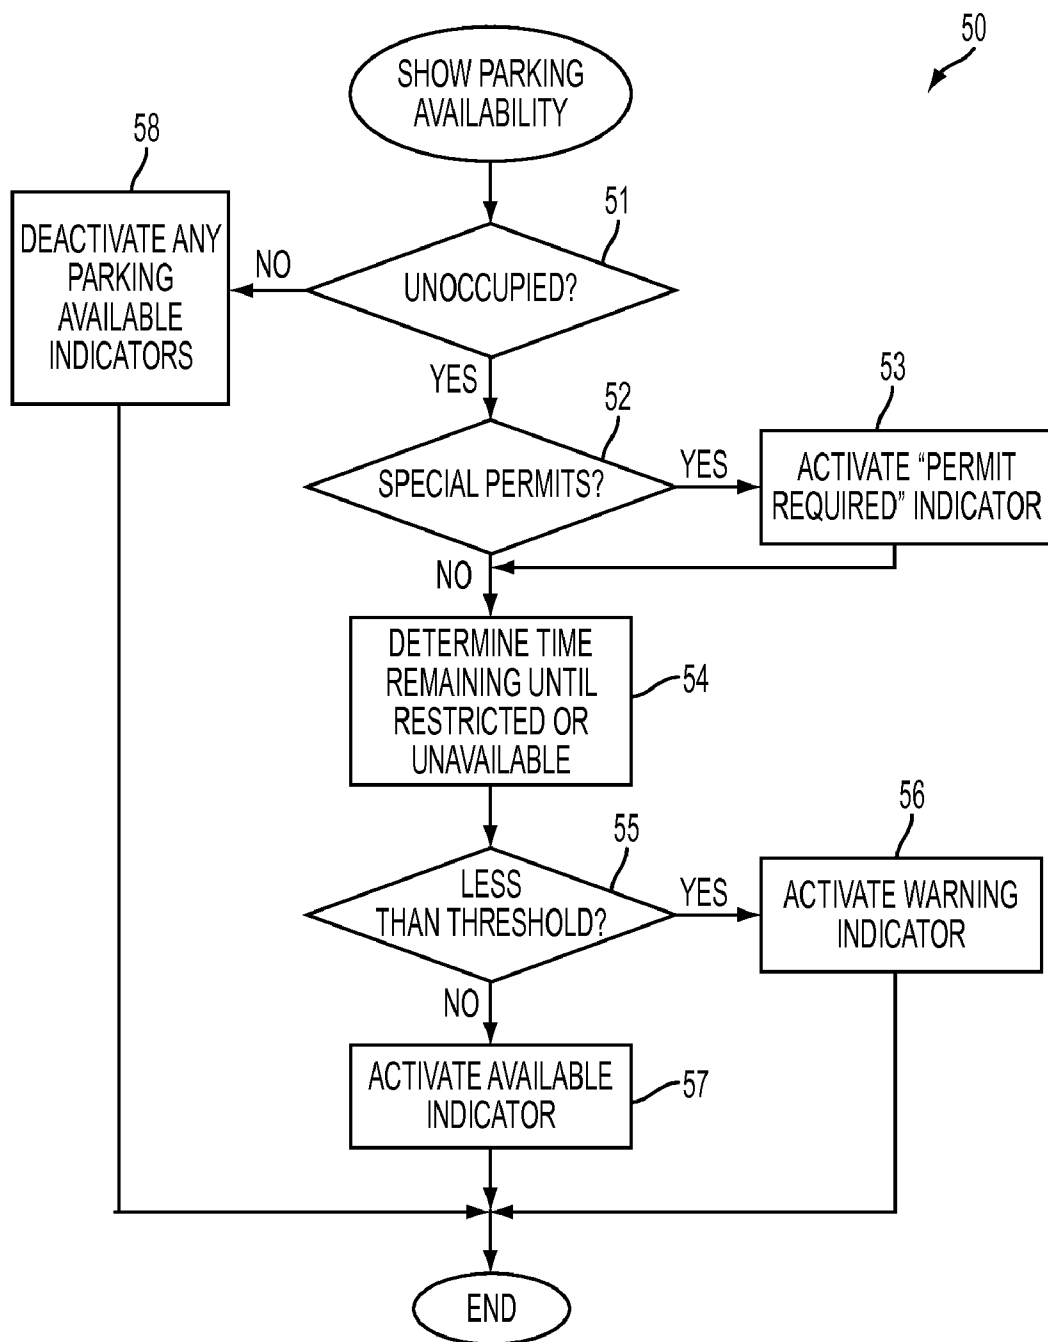 50
SHOW PARKING
AVAILABILITY
58
DEACTIVATE ANY
PARKING
AVAILABLE
INDICATORS
NO
51
UNOCCUPIED?
YES
52
SPECIAL PERMITS?
YES
53
ACTIVATE “PERMIT
REQUIRED” INDICATOR
NO
DETERMINE TIME
REMAINING UNTIL
RESTRICTED OR
UNAVAILABLE
54
55
LESS
THAN THRESHOLD?
YES
56
ACTIVATE WARNING
INDICATOR
NO
ACTIVATE AVAILABLE
INDICATOR
57
END